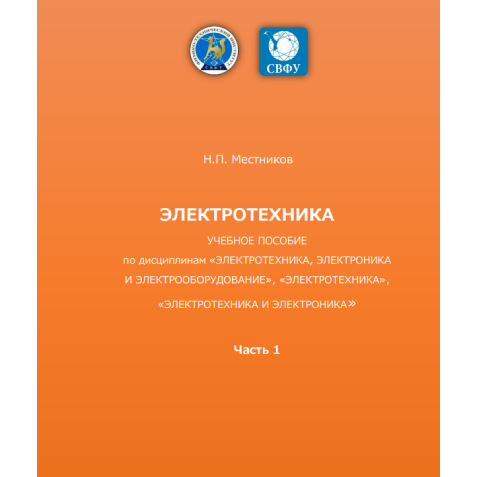 СВФУ
Н.П. Местников
ЭЛЕКТРОТЕХНИКА
УЧЕБНОЕ ПОСОБИЕ
по дисциплинам «ЭЛЕКТРОТЕХНИКА, ЭЛЕКТРОНИКА
И ЭЛЕКТРООБОРУДОВАНИЕ», «ЭЛЕКТРОТЕХНИКА»,
«ЭЛЕКТРОТЕХНИКА И ЭЛЕКТРОНИКА»
Часть 1